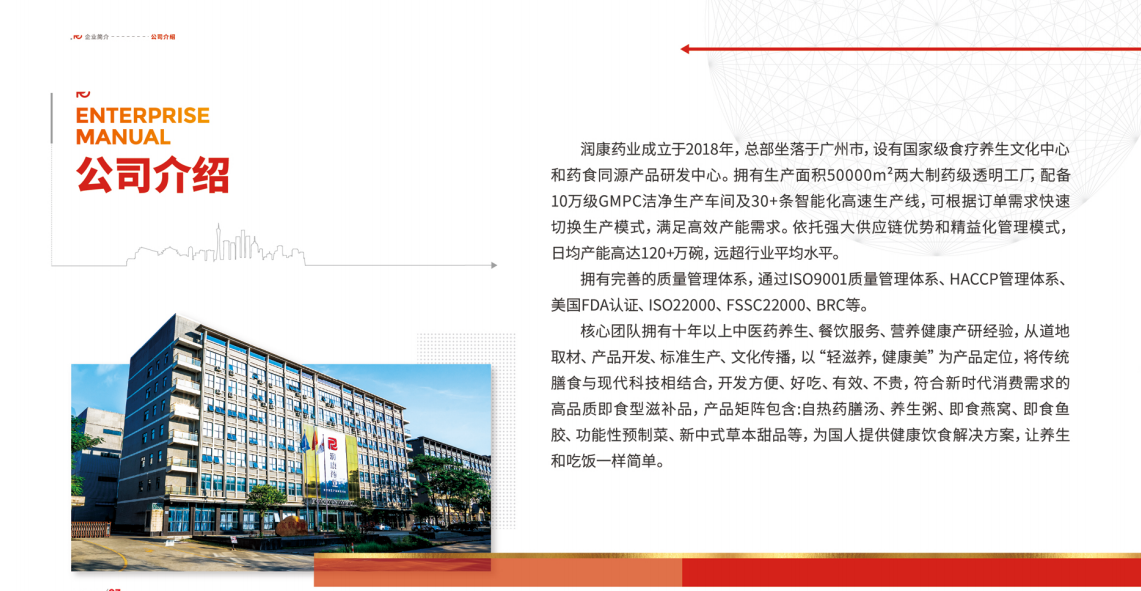 企业简介-------- 公司介绍
ENTERPRISE
MANUAL
公司介绍
润康药业成立于2018年，总部坐落于广州市，设有国家级食疗养生文化中心
和药食同源产品研发中心。拥有生产面积50000m²两大制药级透明工厂，配备
10万级GMPC洁净生产车间及30+条智能化高速生产线，可根据订单需求快速
切换生产模式，满足高效产能需求。依托强大供应链优势和精益化管理模式，
日均产能高达120+万碗，远超行业平均水平。
拥有完善的质量管理体系，通过ISO9001质量管理体系、HACCP管理体系、
美国FDA认证、ISO22000、FSSC22000、BRC等。
核心团队拥有十年以上中医药养生、餐饮服务、营养健康产研经验，从道地
取材、产品开发、标准生产、文化传播，以“轻滋养，健康美”为产品定位，将传统
膳食与现代科技相结合，开发方便、好吃、有效、不贵，符合新时代消费需求的
高品质即食型滋补品，产品矩阵包含:自热药膳汤、养生粥、即食燕窝、即食鱼
胶、功能性预制菜、新中式草本甜品等，为国人提供健康饮食解决方案，让养生
和吃饭一样简单。